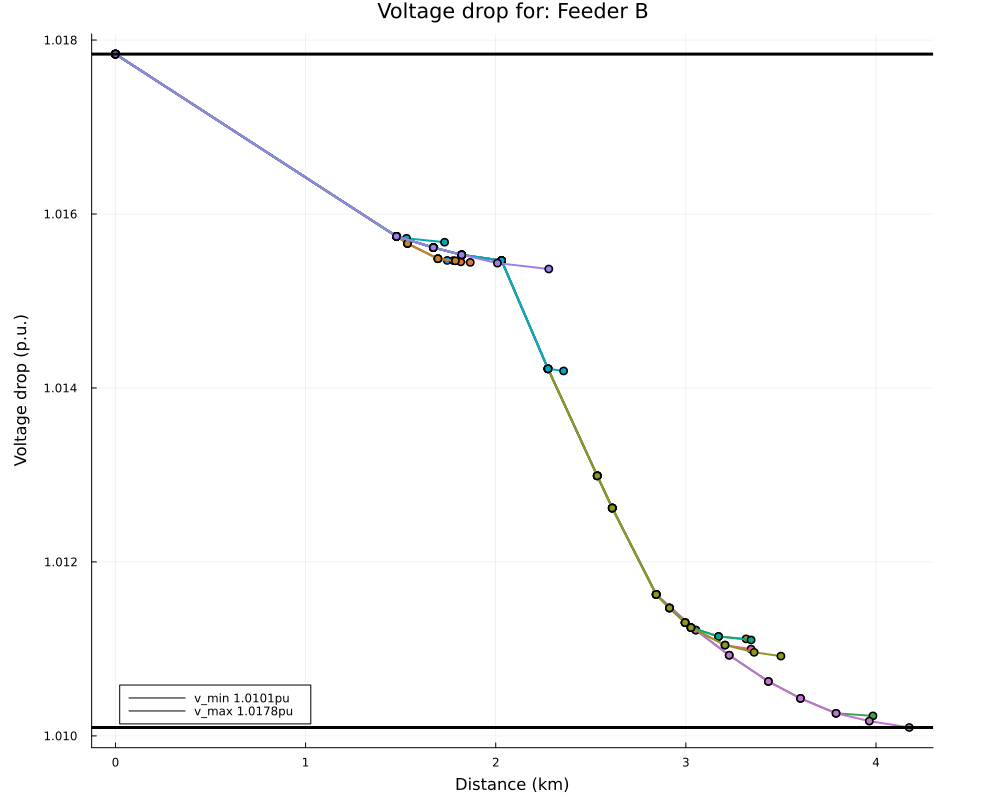 Voltage drop for: Feeder B
1.018
1.016
1.014
1.012
1.010
Voltage drop (p.u.)
v_min 1.0101pu
v_max 1.0178pu
0 1 2 3 4
Distance (km)